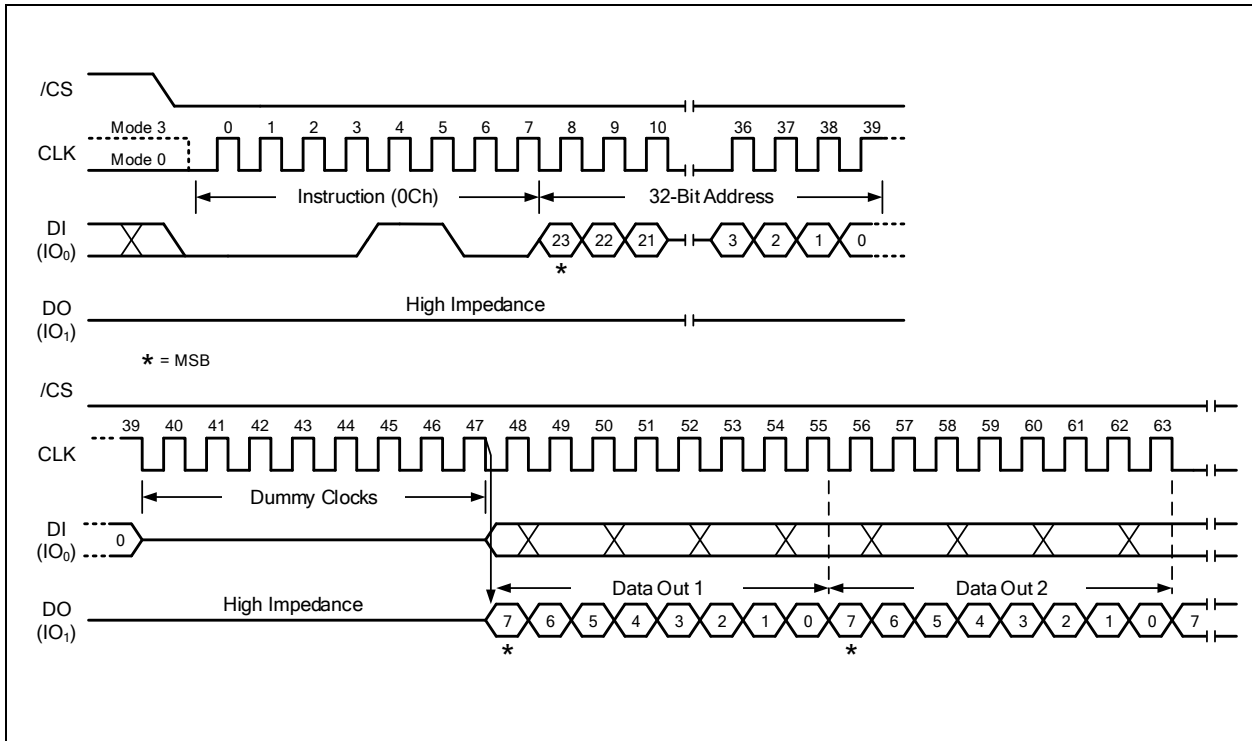 /CS
Mode 3 0 1 2 3 4 5 6 7 8 9 10 36 37 38 39
CLK
Mode 0
Instruction (0Ch) 32-Bit Address
DI
(IO0) 23 22 21 3 2 1 0
*
High Impedance
DO
(IO1)
* = MSB
/CS
39 40 41 42 43 44 45 46 47 48 49 50 51 52 53 54 55 56 57 58 59 60 61 62 63
CLK
Dummy Clocks
DI
(IO0) 0
Data Out 1 Data Out 2
High Impedance
DO
(IO1) 7 6 5 4 3 2 1 0 7 6 5 4 3 2 1 0 7
* *